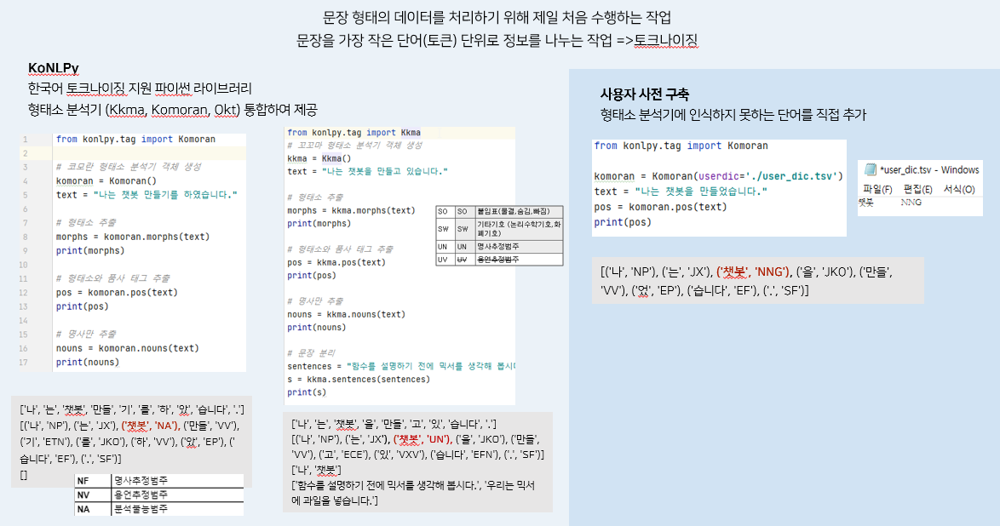 문장 형태의 데이터를 처리하기 위해 제일 처음 수행하는 작업
문장을 가장 작은 단어(토큰) 단위로 정보를 나누는 작업 =>토크나이징
KoNLPy
한국어 토크나이징 지원 파이썬 라이브러리
형태소 분석기 (Kkma, Komoran, Okt) 통합하여 제공
1 from konlpy.tag import Komoran
2
3 # 코모란 형태소 분석기 객체 생성
4 komoran = Komoran()
5 text = "나는 챗봇 만들기를 하였습니다."
6
7 # 형태소 추출
8 morphs = komoran.morphs(text)
9 print(morphs)
10
11 # 형태소와 품사 태그 추출
12 pos = komoran.pos(text)
13 print(pos)
14
15 # 명사만 추출
16 nouns = komoran.nouns(text)
17 print(nouns)
['나', '는', '챗봇', '만들', '기', '를', '하', '았', '습니다', '.']
[('나', 'NP'), ('는', 'JX'), ('챗봇', 'NA'), ('만들', 'VV'),
('기', 'ETN'), ('를', 'JKO'), ('하', 'VV'), ('았', 'EP'), ('
습니다', 'EF'), ('.', 'SF')]
[]
NF 명사추정범주
NV 용언추정범주
NA 분석불능범주
from konlpy.tag import Kkma
# 꼬꼬마 형태소 분석기 객체 생성
kkma = Kkma()
text = "나는 챗봇을 만들고 있습니다."
# 형태소 추출
morphs = kkma.morphs(text)
print(morphs)
# 형태소와 품사 태그 추출
pos = kkma.pos(text)
print(pos)
# 명사만 추출
nouns = kkma.nouns(text)
print(nouns)
# 문장 분리
sentences = "함수를 설명하기 전에 믹서를 생각해 봅시
s = kkma.sentences(sentences)
print(s)
SO SO 붙임표(물결,숨김,빠짐)
SW SW 기타기호 (논리수학기호,화
폐기호)
UN UN 명사추정범주
UV UV 용언추정범주
['나', '는', '챗봇', '을', '만들', '고', '있', '습니다', '.']
[('나', 'NP'), ('는', 'JX'), ('챗봇', 'UN'), ('을', 'JKO'), ('만들',
'VV'), ('고', 'ECE'), ('있', 'VXV'), ('습니다', 'EFN'), ('.', 'SF')]
['나', '챗봇']
['함수를 설명하기 전에 믹서를 생각해 봅시다.', '우리는 믹서
에 과일을 넣습니다.']
사용자 사전 구축
형태소 분석기에 인식하지 못하는 단어를 직접 추가
from konlpy.tag import Komoran
komoran = Komoran(userdic='./user_dic.tsv')
text = "나는 챗봇을 만들었습니다."
pos = komoran.pos(text)
print(pos)
*user_dic.tsv - Windows
파일(F) 편집(E) 서식(O)
챗봇 NNG
[('나', 'NP'), ('는', 'JX'), ('챗봇', 'NNG'), ('을', 'JKO'), ('만들',
'VV'), ('었', 'EP'), ('습니다', 'EF'), ('.', 'SF')]